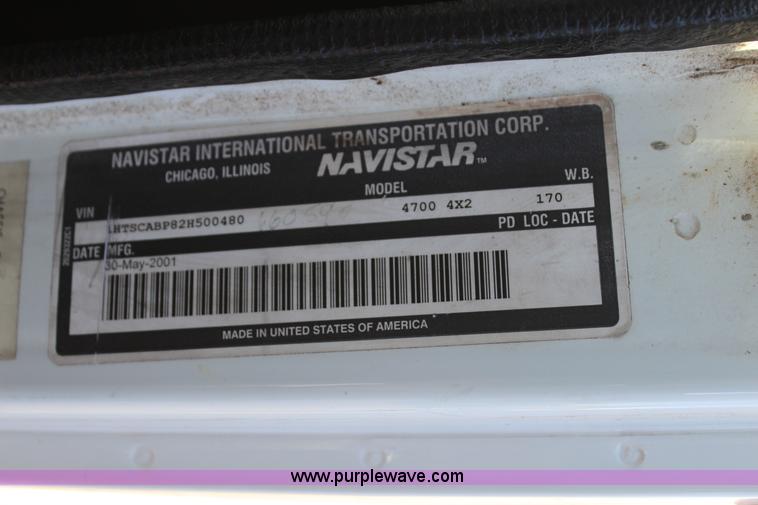 NAVISTAR INTERNATIONAL TRANSPORTATION CORP.
CHICAGO, ILLINOIS NAVISTAR™
MODEL W.B.
VIN
1HTSCABP82H500480 4700 4X2 170
DATE MFG. PD LOC - DATE
30-May-2001
MADE IN UNITED STATES OF AMERICA
www.purplewave.com